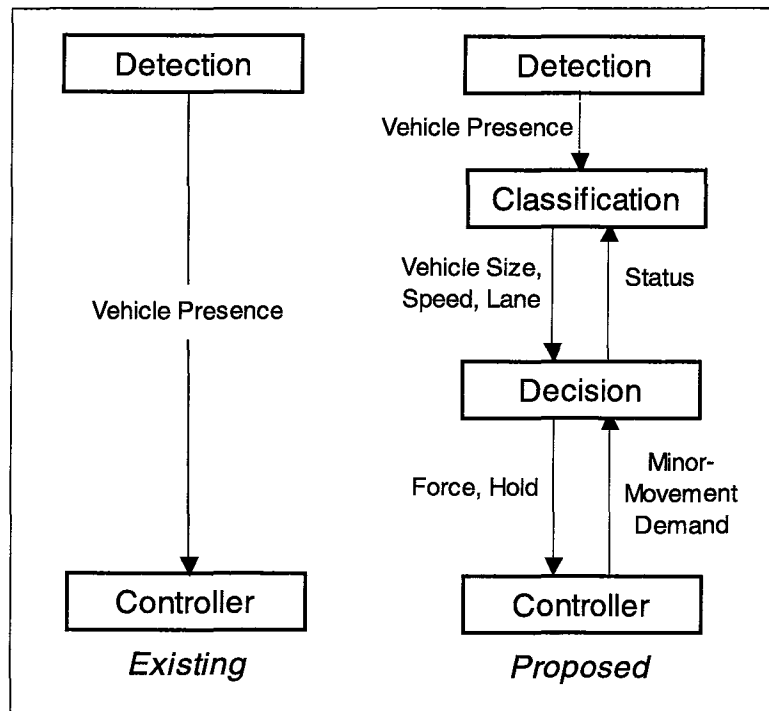 Detection
Vehicle Presence
Controller
Existing
Detection
Vehicle Presence
Classification
Vehicle Size,
Speed, Lane
Status
Decision
Force, Hold
Minor-
Movement
Demand
Controller
Proposed